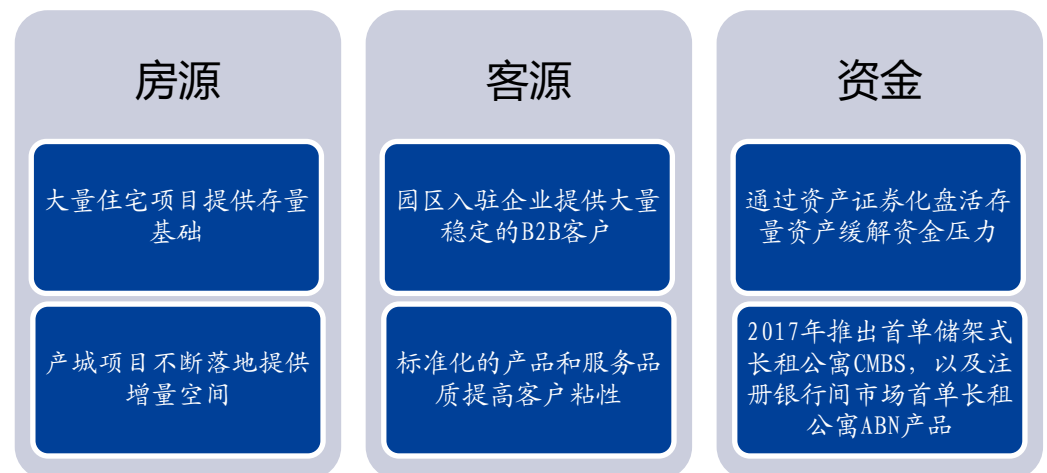 房源
大量住宅项目提供存量
基础
产城项目不断落地提供
增量空间
客源
园区入驻企业提供大量
稳定的B2B客户
标准化的产品和服务品
质提高客户粘性
资金
通过资产证券化盘活存
量资产缓解资金压力
2017年推出首单储架式
长租公寓CMBS，以及注
册银行间市场首单长租
公寓ABN产品